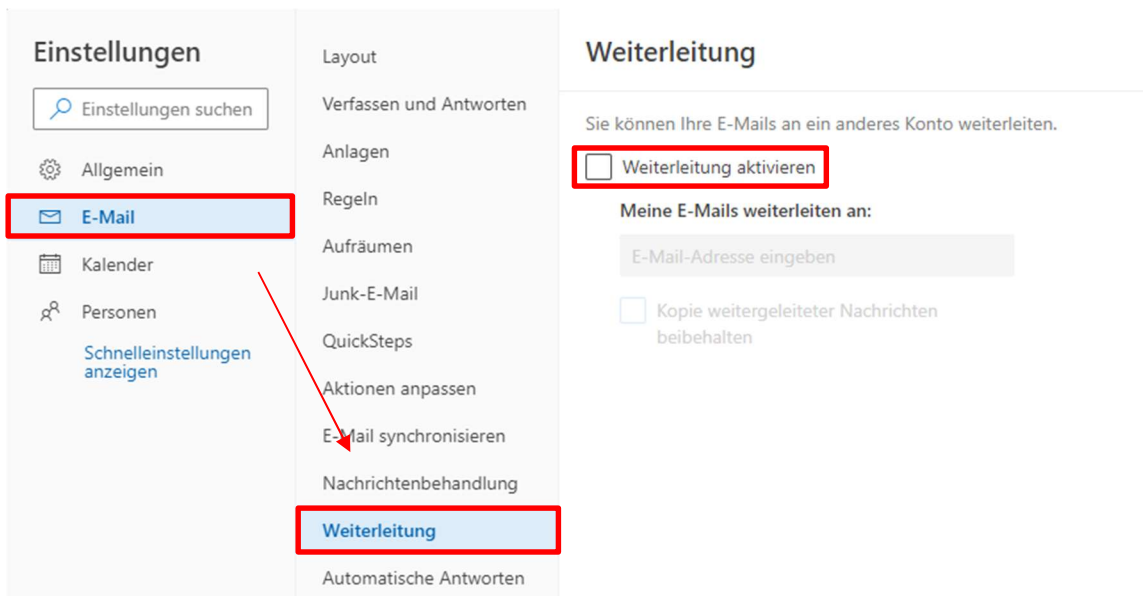 Einstellungen
Einstellungen suchen
Allgemein
E-Mail
Kalender
Personen
Schnelleinstellungen
anzeigen
Layout
Verfassen und Antworten
Anlagen
Regeln
Aufräumen
Junk-E-Mail
QuickSteps
Aktionen anpassen
E-Mail synchronisieren
Nachrichtenbehandlung
Weiterleitung
Automatische Antworten
Weiterleitung
Sie können Ihre E-Mails an ein anderes Konto weiterleiten.
Weiterleitung aktivieren
Meine E-Mails weiterleiten an:
E-Mail-Adresse eingeben
Kopie weitergeleiteter Nachrichten
beibehalten